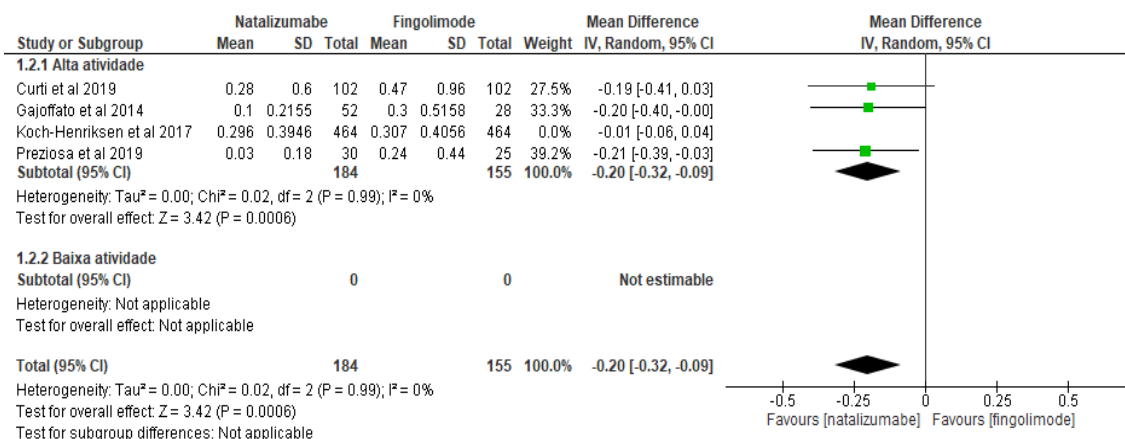 Natalizumabe Fingolimode Mean Difference Mean Difference
Study or Subgroup Mean SD Total Mean SD Total Weight IV, Random, 95% CI IV, Random, 95% CI
1.2.1 Alta atividade
Curti et al 2019 0.28 0.6 102 0.47 0.96 102 27.5% -0.19 [-0.41, 0.03]
Gajoffato et al 2014 0.1 0.2155 52 0.3 0.5158 28 33.3% -0.20 [-0.40, -0.00]
Koch-Henriksen et al 2017 0.296 0.3946 464 0.307 0.4056 464 0.0% -0.01 [-0.06, 0.04]
Preziosa et al 2019 0.03 0.18 30 0.24 0.44 25 39.2% -0.21 [-0.39, -0.03]
Subtotal (95% CI) 184 155 100.0% -0.20 [-0.32, -0.09]
Heterogeneity: Tau² = 0.00; Chi² = 0.02, df = 2 (P = 0.99); I² = 0%
Test for overall effect: Z = 3.42 (P = 0.0006)
1.2.2 Baixa atividade
Subtotal (95% CI) 0 0 Not estimable
Heterogeneity: Not applicable
Test for overall effect: Not applicable
Total (95% CI) 184 155 100.0% -0.20 [-0.32, -0.09]
Heterogeneity: Tau² = 0.00; Chi² = 0.02, df = 2 (P = 0.99); I² = 0%
Test for overall effect: Z = 3.42 (P = 0.0006)
Test for subgroup differences: Not applicable
-0.5 -0.25 0 0.25 0.5
Favours [natalizumabe] Favours [fingolimode]